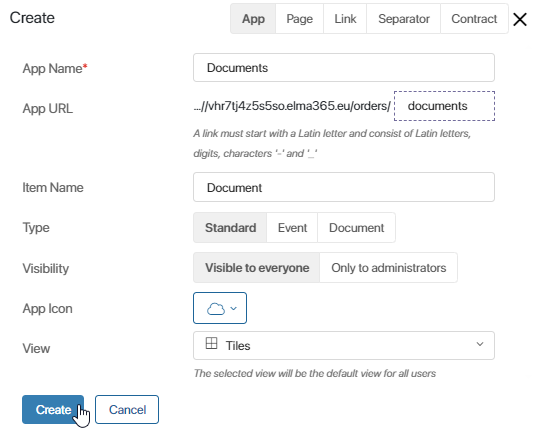 Create
App
Page
Link
Separator
Contract
App Name*
Documents
App URL
...//vhr7tj4z5s5so.elma365.eu/orders/
documents
A link must start with a Latin letter and consist of Latin letters,
digits, characters '-' and '_'
Item Name
Document
Type
Standard
Event
Document
Visibility
Visible to everyone
Only to administrators
App Icon
View
Tiles
The selected view will be the default view for all users
Create
Cancel